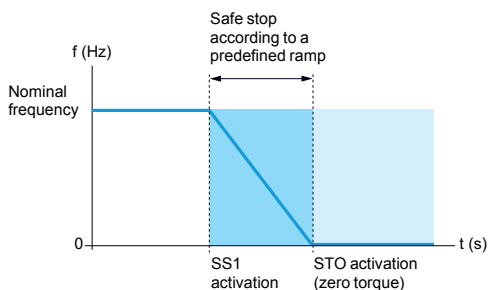 Safe stop
according to a
predefined ramp
f (Hz)
Nominal
frequency
0
t (s)
SS1
activation
STO activation
(zero torque)